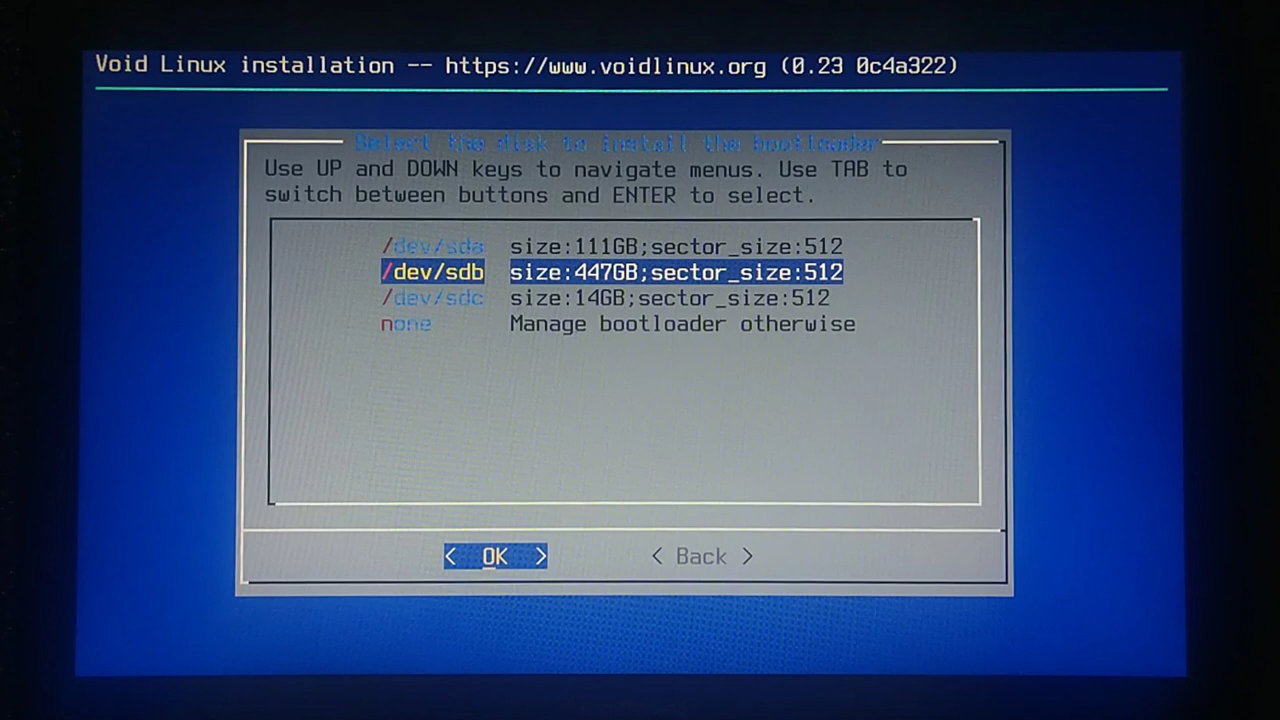 Void Linux installation -- https://www.voidlinux.org (0.23 0c4a322)
Select the disk to install the bootloader
Use UP and DOWN keys to navigate menus. Use TAB to
switch between buttons and ENTER to select.
/dev/sda size:111GB;sector_size:512
/dev/sdb size:447GB;sector_size:512
/dev/sdc size:14GB;sector_size:512
none Manage bootloader otherwise
< OK > < Back >